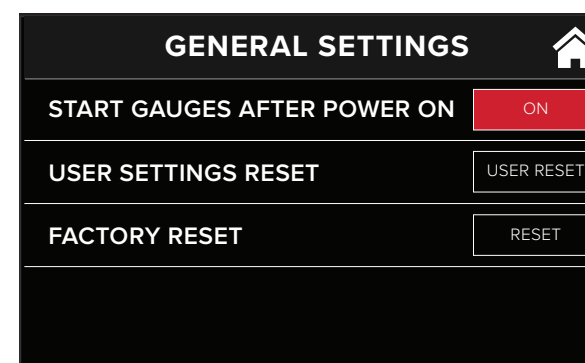 GENERAL SETTINGS
START GAUGES AFTER POWER ON ON
USER SETTINGS RESET USER RESET
FACTORY RESET RESET